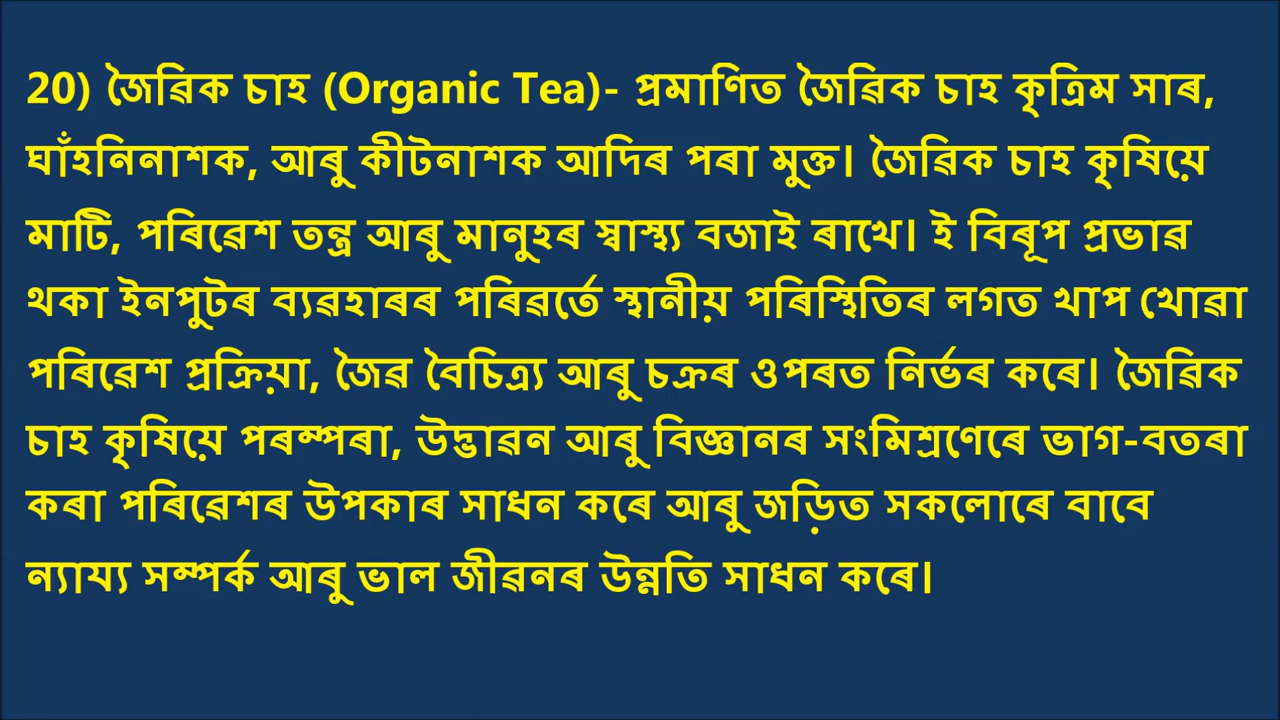 20) জৈৱিক চাহ (Organic Tea)- প্ৰমাণিত জৈৱিক চাহ কৃত্ৰিম সাৰ,
ঘাঁহনিনাশক, আৰু কীটনাশক আদিৰ পৰা মুক্ত। জৈৱিক চাহ কৃষিয়ে
মাটি, পৰিৱেশ তন্ত্ৰ আৰু মানুহৰ স্বাস্থ্য বজাই ৰাখে। ই বিৰূপ প্ৰভাৱ
থকা ইনপুটৰ ব্যৱহাৰৰ পৰিৱৰ্তে স্থানীয় পৰিস্থিতিৰ লগত খাপ খোৱা
পৰিৱেশ প্ৰক্ৰিয়া, জৈৱ বৈচিত্ৰ্য আৰু চক্ৰৰ ওপৰত নিৰ্ভৰ কৰে। জৈৱিক
চাহ কৃষিয়ে পৰম্পৰা, উদ্ভাৱন আৰু বিজ্ঞানৰ সংমিশ্ৰণেৰে ভাগ-বতৰা
কৰা পৰিৱেশৰ উপকাৰ সাধন কৰে আৰু জড়িত সকলোৰে বাবে
ন্যায্য সম্পৰ্ক আৰু ভাল জীৱনৰ উন্নতি সাধন কৰে।